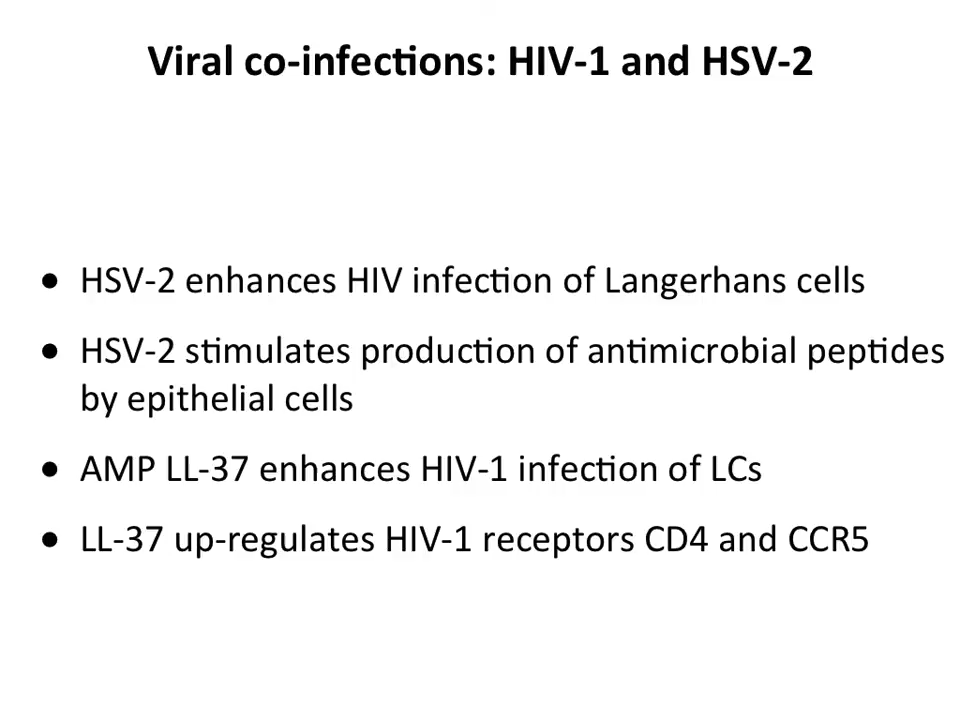 Viral co-infections: HIV-1 and HSV-2
• HSV-2 enhances HIV infection of Langerhans cells
• HSV-2 stimulates production of antimicrobial peptides
by epithelial cells
• AMP LL-37 enhances HIV-1 infection of LCs
• LL-37 up-regulates HIV-1 receptors CD4 and CCR5